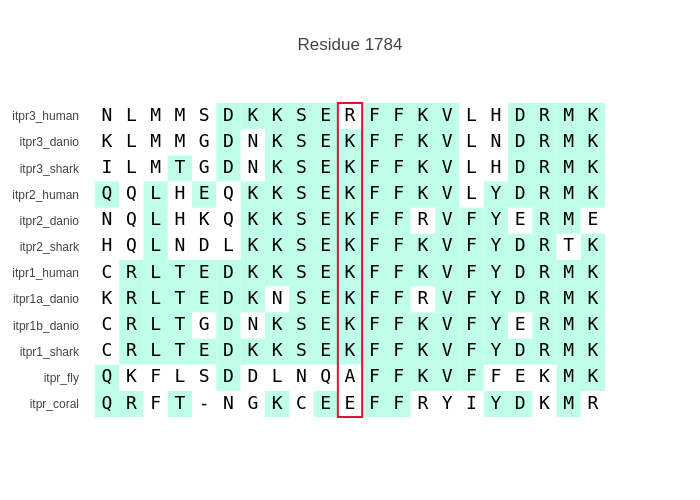 Residue 1784
itpr3_human N L M M S D K K S E R F F K V L H D R M K
itpr3_danio K L M M G D N K S E K F F K V L N D R M K
itpr3_shark I L M T G D N K S E K F F K V L H D R M K
itpr2_human Q Q L H E Q K K S E K F F K V L Y D R M K
itpr2_danio N Q L H K Q K K S E K F F R V F Y E R M E
itpr2_shark H Q L N D L K K S E K F F K V F Y D R T K
itpr1_human C R L T E D K K S E K F F K V F Y D R M K
itpr1a_danio K R L T E D K N S E K F F R V F Y D R M K
itpr1b_danio C R L T G D N K S E K F F K V F Y E R M K
itpr1_shark C R L T E D K K S E K F F K V F Y D R M K
itpr_fly Q K F L S D D L N Q A F F K V F F E K M K
itpr_coral Q R F T - N G K C E E F F R Y I Y D K M R